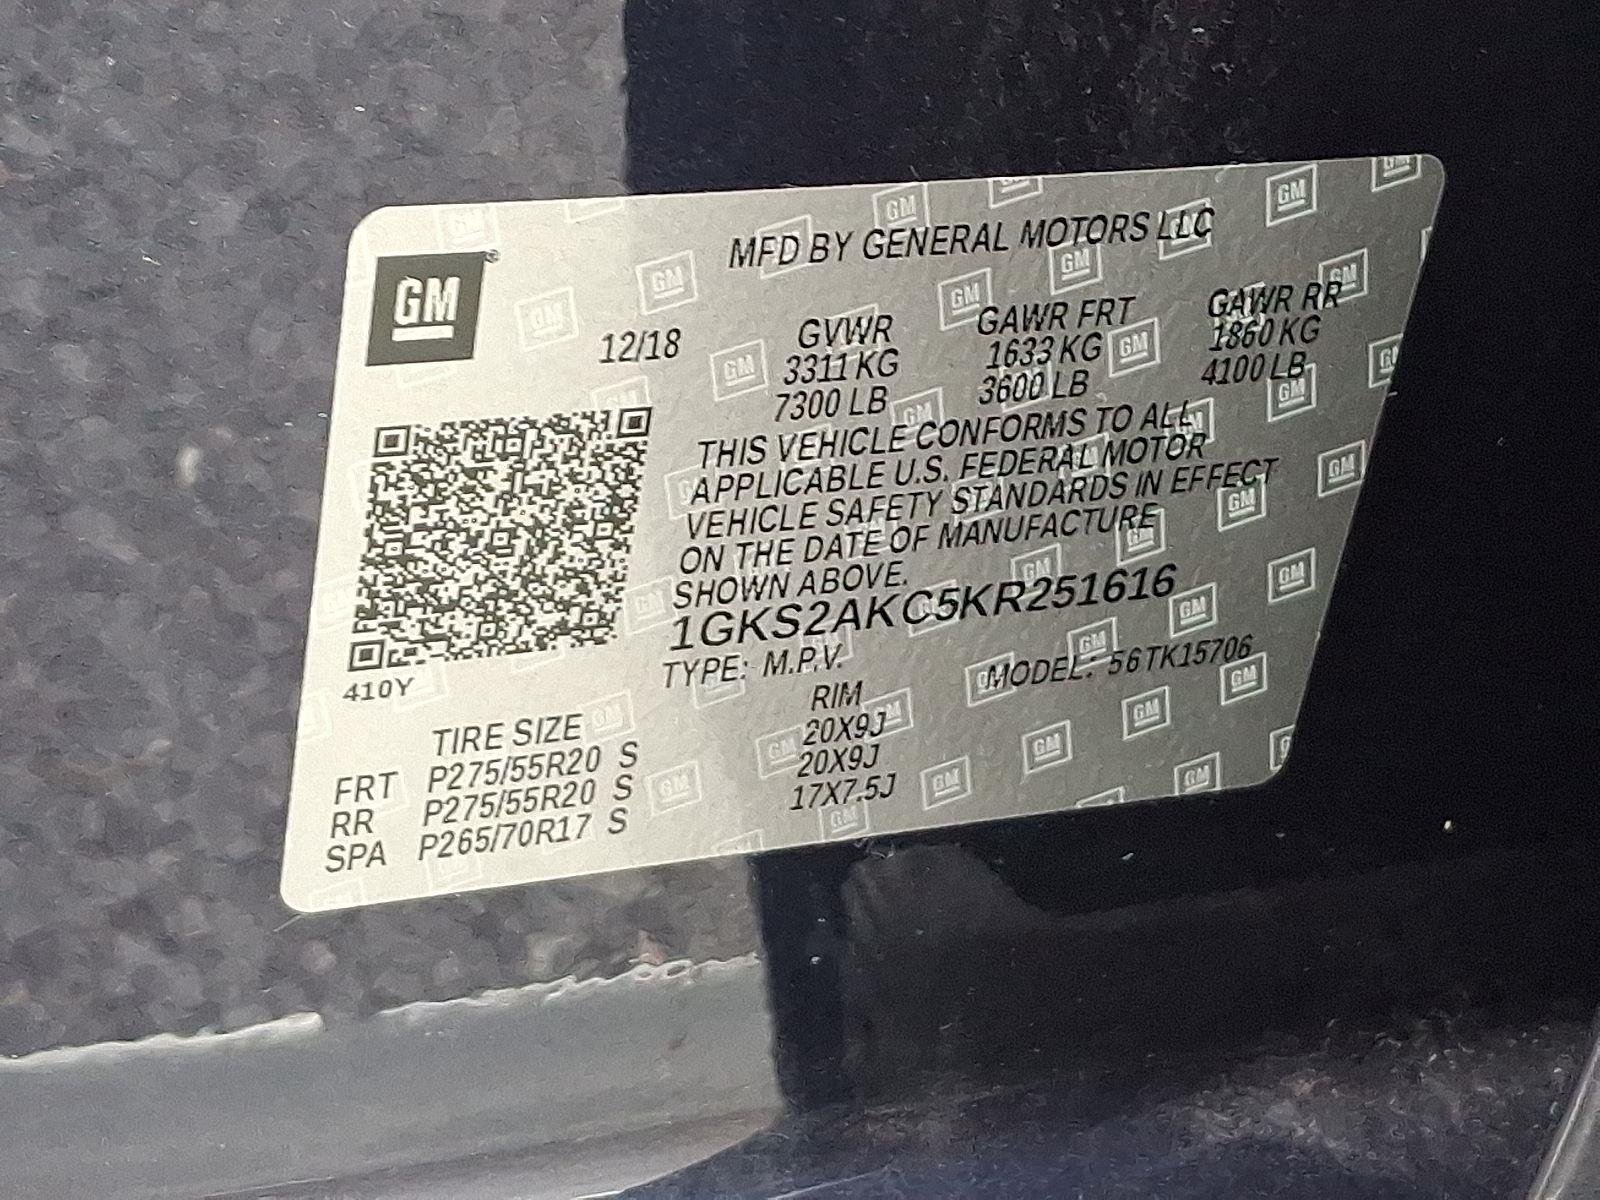 GM
MFD BY GENERAL MOTORS LLC
12/18
GVWR GAWR FRT GAWR RR
3311 KG 1633 KG 1860 KG
7300 LB 3600 LB 4100 LB
THIS VEHICLE CONFORMS TO ALL
APPLICABLE U.S. FEDERAL MOTOR
VEHICLE SAFETY STANDARDS IN EFFECT
ON THE DATE OF MANUFACTURE
SHOWN ABOVE.
1GKS2AKC5KR251616
TYPE: M.P.V. MODEL: 56TK15706
410Y
TIRE SIZE RIM
FRT P275/55R20 S 20X9J
RR P275/55R20 S 20X9J
SPA P265/70R17 S 17X7.5J